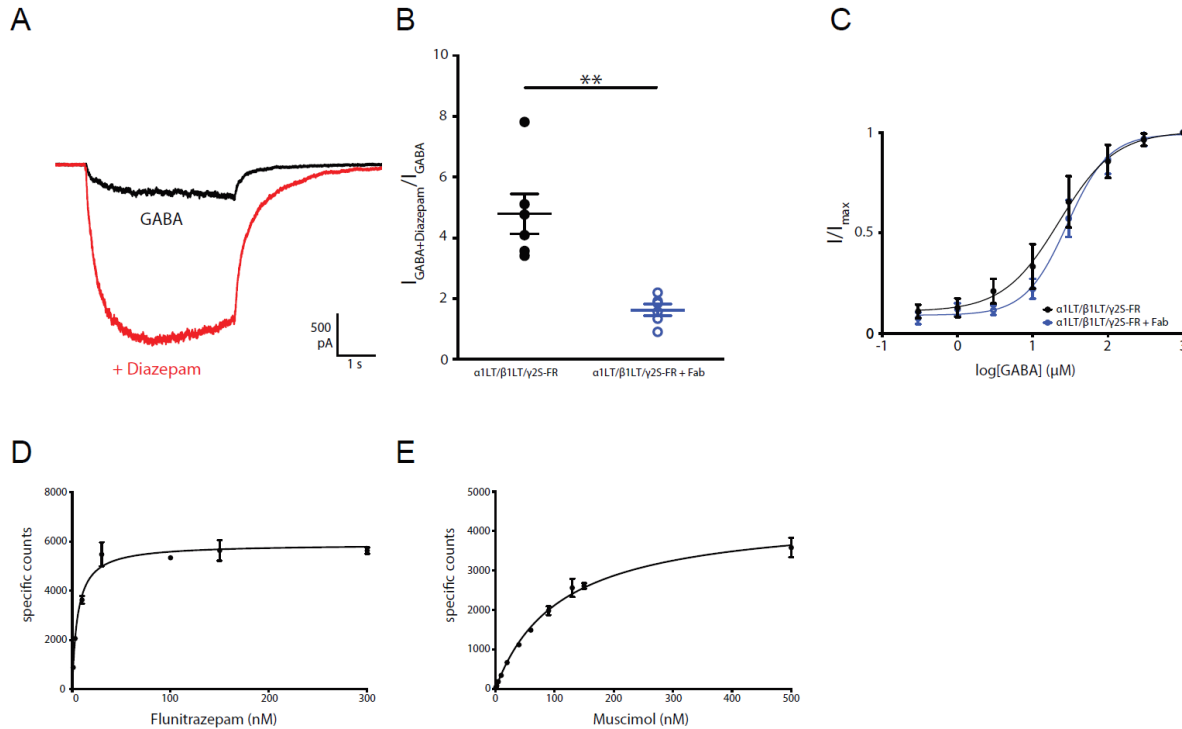 A
GABA
+ Diazepam
500
pA
1 s
B
10
8
6
4
2
0
**
I GABA+Diazepam/I GABA
α1LT/β1LT/γ2S-FR
α1LT/β1LT/γ2S-FR + Fab
C
1
0.5
0
I/Imax
-1
0
1
2
3
α1LT/β1LT/γ2S-FR
α1LT/β1LT/γ2S-FR + Fab
log[GABA] (μM)
D
8000
6000
4000
2000
0
specific counts
0
100
200
300
Flunitrazepam (nM)
E
5000
4000
3000
2000
1000
0
specific counts
0
100
200
300
400
500
Muscimol (nM)